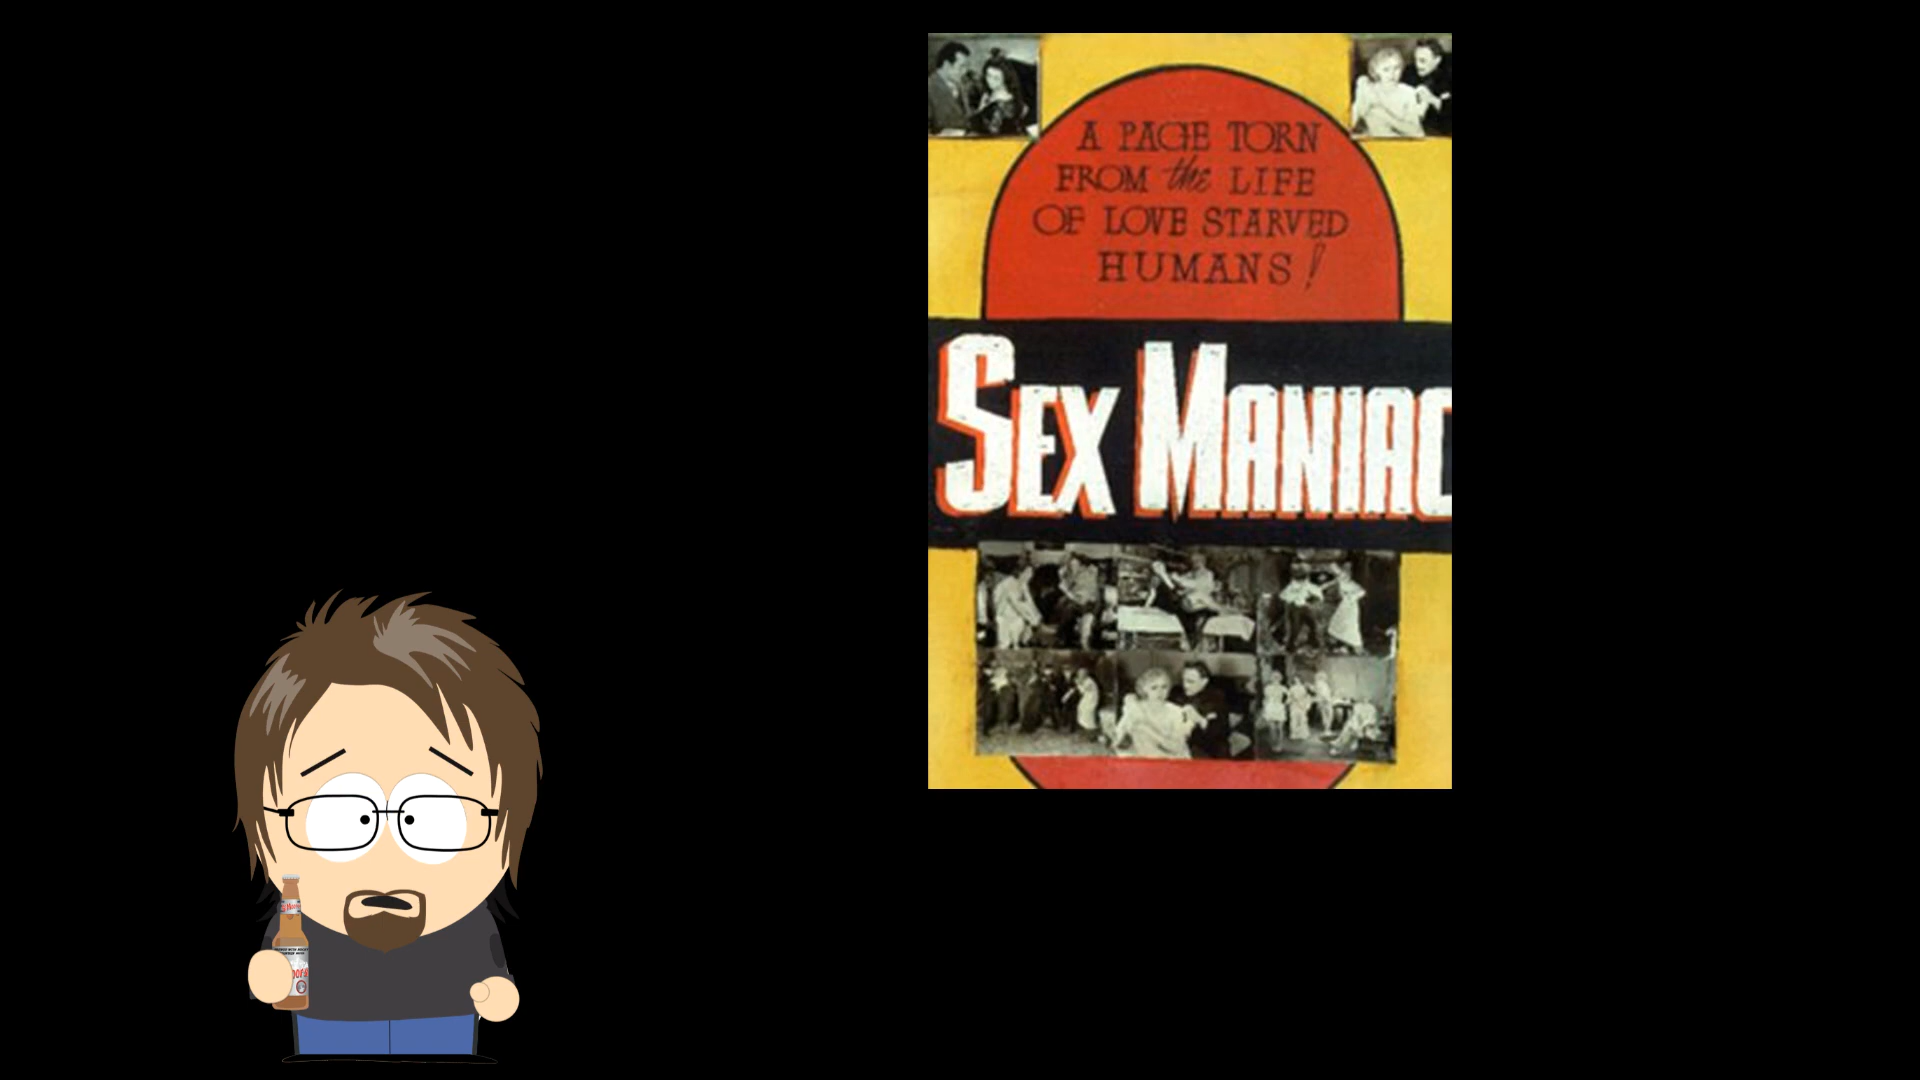 A PAGE TORN
FROM the LIFE
OF LOVE STARVED
HUMANS!
SEX MANIAC